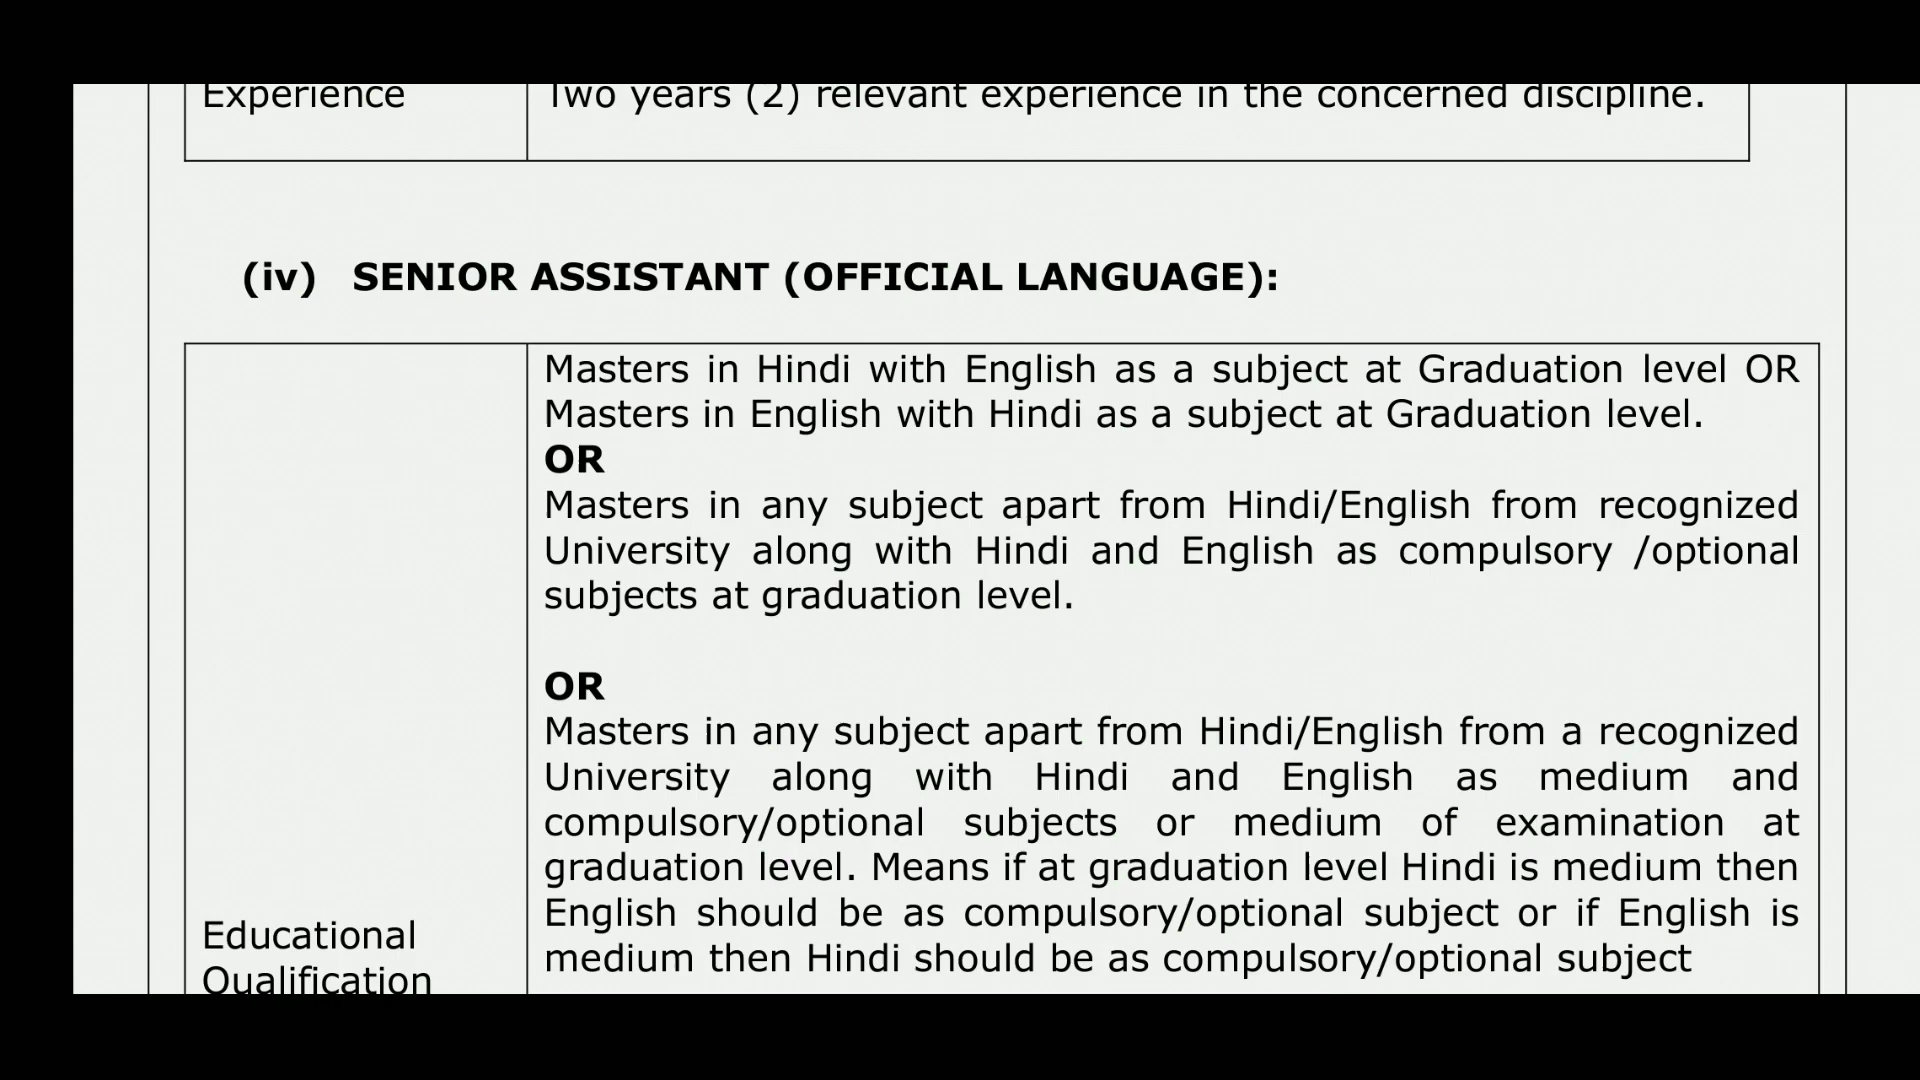 Experience
Two years (2) relevant experience in the concerned discipline.
(iv) SENIOR ASSISTANT (OFFICIAL LANGUAGE):
Masters in Hindi with English as a subject at Graduation level OR
Masters in English with Hindi as a subject at Graduation level.
OR
Masters in any subject apart from Hindi/English from recognized
University along with Hindi and English as compulsory /optional
subjects at graduation level.
OR
Masters in any subject apart from Hindi/English from a recognized
University along with Hindi and English as medium and
compulsory/optional subjects or medium of examination at
graduation level. Means if at graduation level Hindi is medium then
English should be as compulsory/optional subject or if English is
medium then Hindi should be as compulsory/optional subject
Educational
Qualification